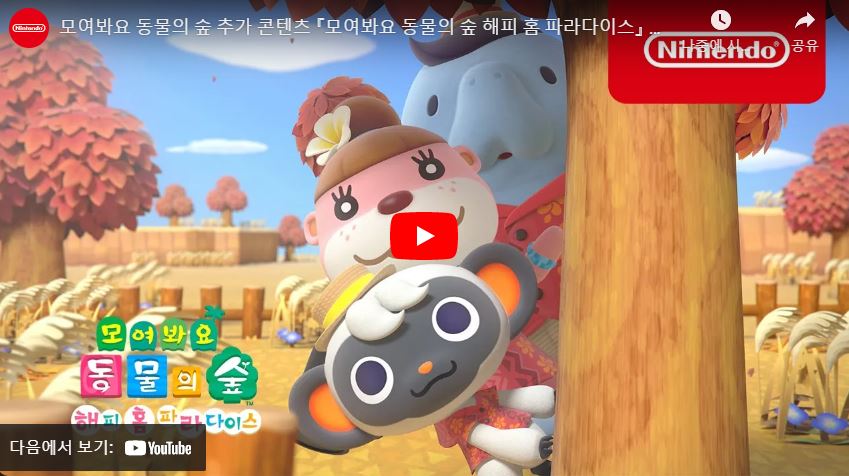 모여봐요 동물의 숲 추가 콘텐츠 『모여봐요 동물의 숲 해피 홈 파라다이스』 ...
나중에 시...
공유
Nintendo
모여봐요
동물의 숲
해피 홈 파라다이스
다음에서 보기: YouTube